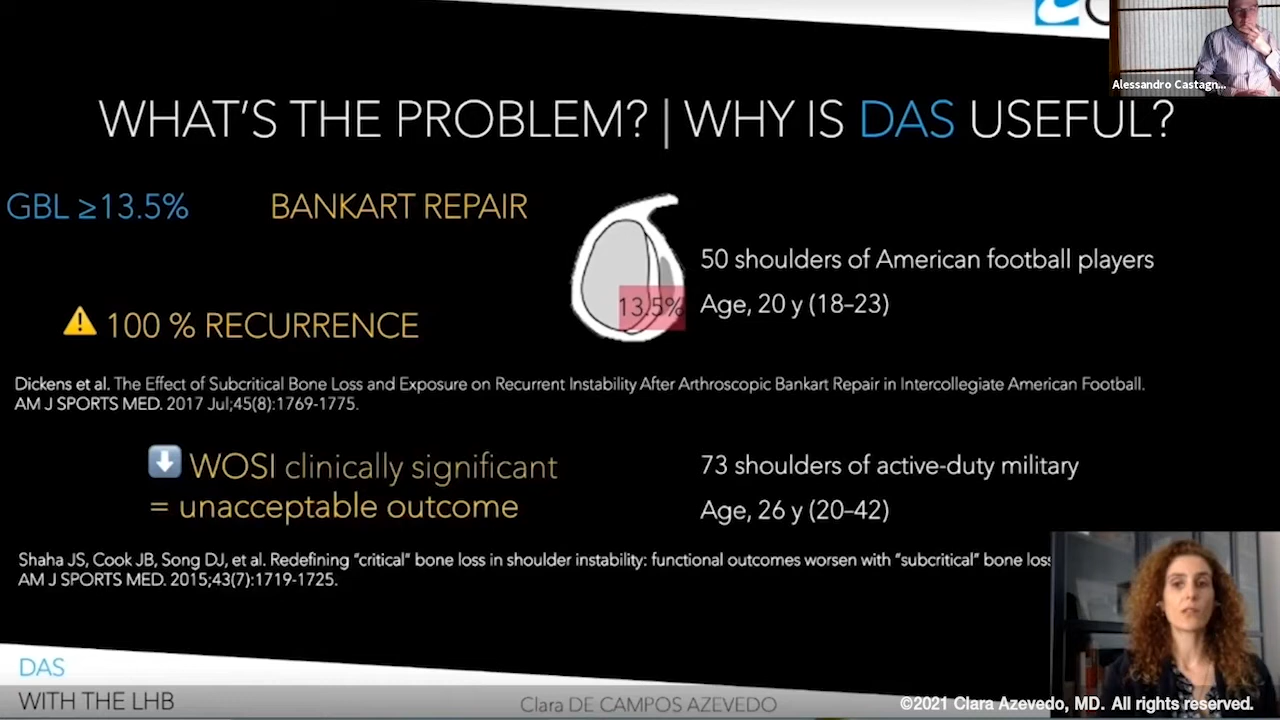 Alessandro Castagn...
WHAT'S THE PROBLEM? | WHY IS DAS USEFUL?
GBL ≥13.5%
BANKART REPAIR
13.5%
50 shoulders of American football players
Age, 20 y (18–23)
⚠️ 100 % RECURRENCE
Dickens et al. The Effect of Subcritical Bone Loss and Exposure on Recurrent Instability After Arthroscopic Bankart Repair in Intercollegiate American Football.
AM J SPORTS MED. 2017 Jul;45(8):1769-1775.
⬇️ WOSI clinically significant
= unacceptable outcome
73 shoulders of active-duty military
Age, 26 y (20–42)
Shaha JS, Cook JB, Song DJ, et al. Redefining “critical” bone loss in shoulder instability: functional outcomes worsen with “subcritical” bone loss
AM J SPORTS MED. 2015;43(7):1719-1725.
DAS
WITH THE LHB
Clara DE CAMPOS AZEVEDO
©2021 Clara Azevedo, MD. All rights reserved.